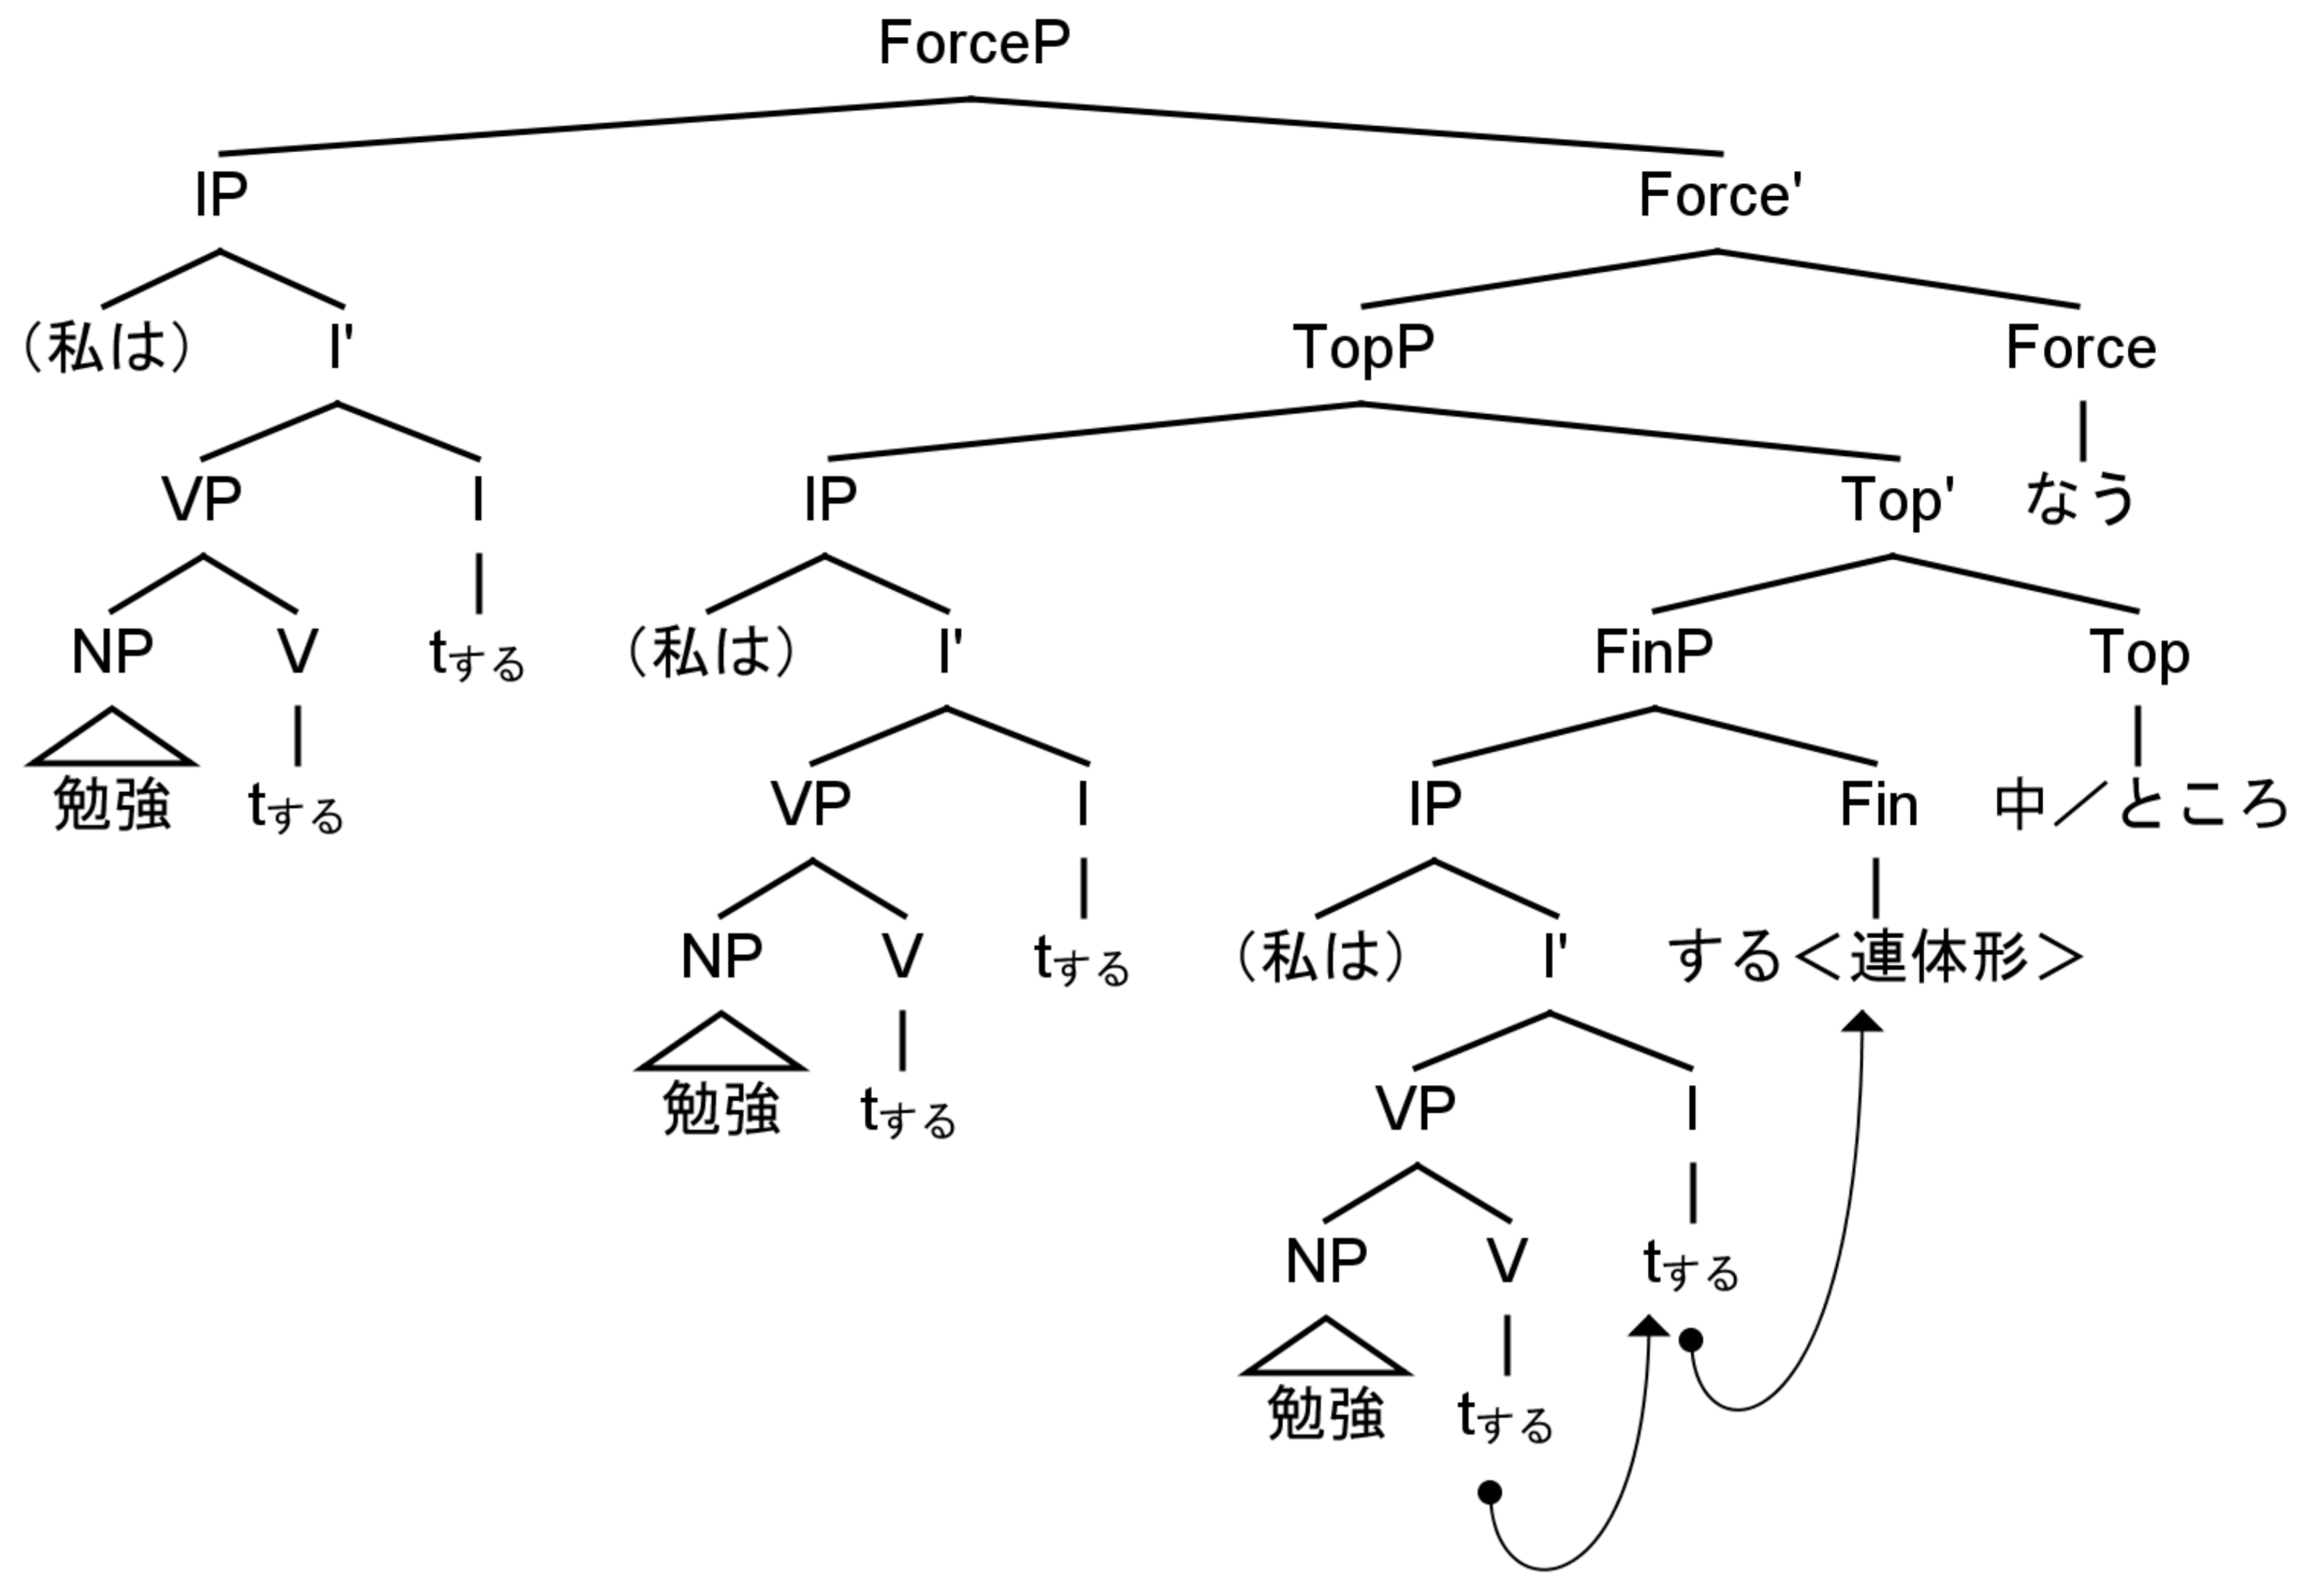 ForceP
IP Force'
（私は） I' TopP Force
VP I IP Top' なう
NP V tする （私は） I' FinP Top
勉強 tする VP I IP Fin 中／ところ
NP V tする （私は） I' する＜連体形＞
勉強 tする VP I
NP V tする
勉強 tする